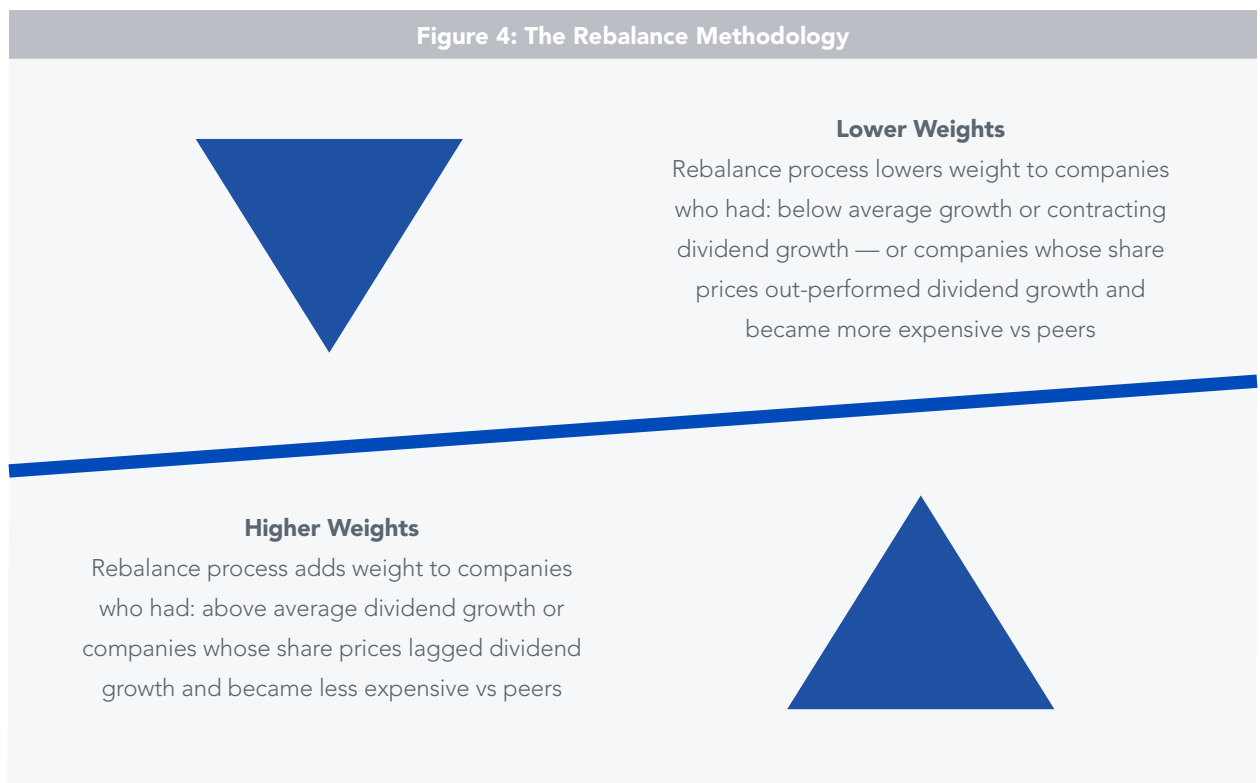 Figure 4: The Rebalance Methodology
Lower Weights
Rebalance process lowers weight to companies
who had: below average growth or contracting
dividend growth — or companies whose share
prices out-performed dividend growth and
became more expensive vs peers
Higher Weights
Rebalance process adds weight to companies
who had: above average dividend growth or
companies whose share prices lagged dividend
growth and became less expensive vs peers